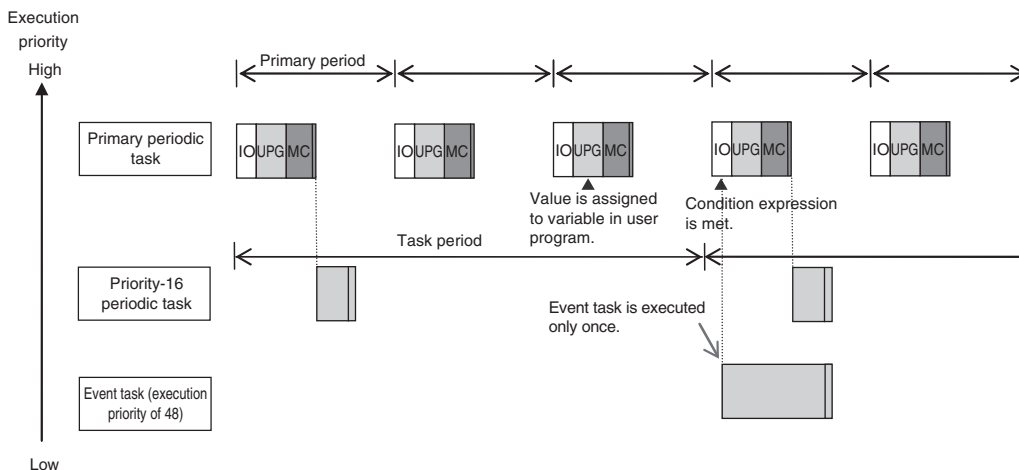 Execution
priority
High
Primary period
Primary periodic
task
IO UPG MC
IO UPG MC
IO UPG MC
IO UPG MC
IO UPG MC
Value is assigned
to variable in user
program.
Condition expression
is met.
Task period
Priority-16
periodic task
Event task is executed
only once.
Event task (execution
priority of 48)
Low